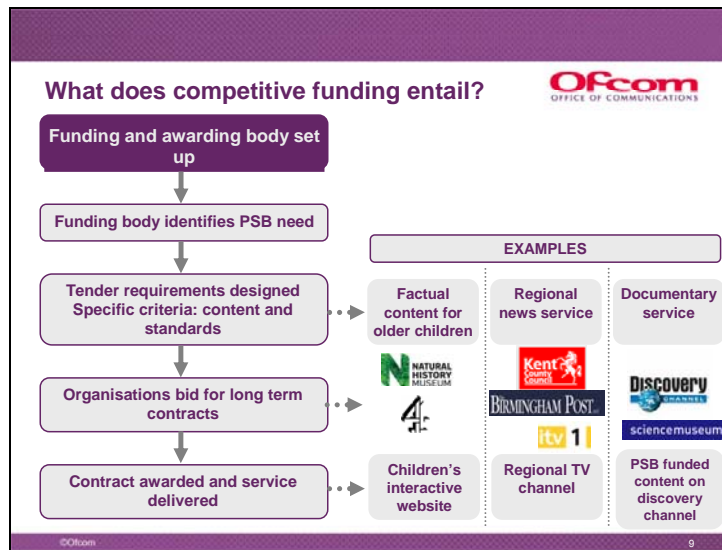 What does competitive funding entail?
Ofcom
OFFICE OF COMMUNICATIONS
Funding and awarding body set
up
Funding body identifies PSB need
EXAMPLES
Tender requirements designed
Specific criteria: content and
standards
Factual
content for
older children
Regional
news service
Documentary
service
Organisations bid for long term
contracts
NATURAL
HISTORY
MUSEUM
4
Kent
County
Council
BIRMINGHAM POST
itv 1
DISCOVERY
CHANNEL
sciencemuseum
Contract awarded and service
delivered
Children's
interactive
website
Regional TV
channel
PSB funded
content on
discovery
channel
©Ofcom
9